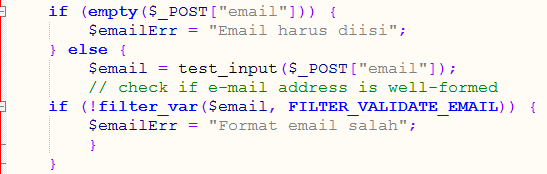 if (empty($_POST["email"])) {
$emailErr = "Email harus diisi";
} else {
$email = test_input($_POST["email"]);
// check if e-mail address is well-formed
if (!filter_var($email, FILTER_VALIDATE_EMAIL)) {
$emailErr = "Format email salah";
}
}